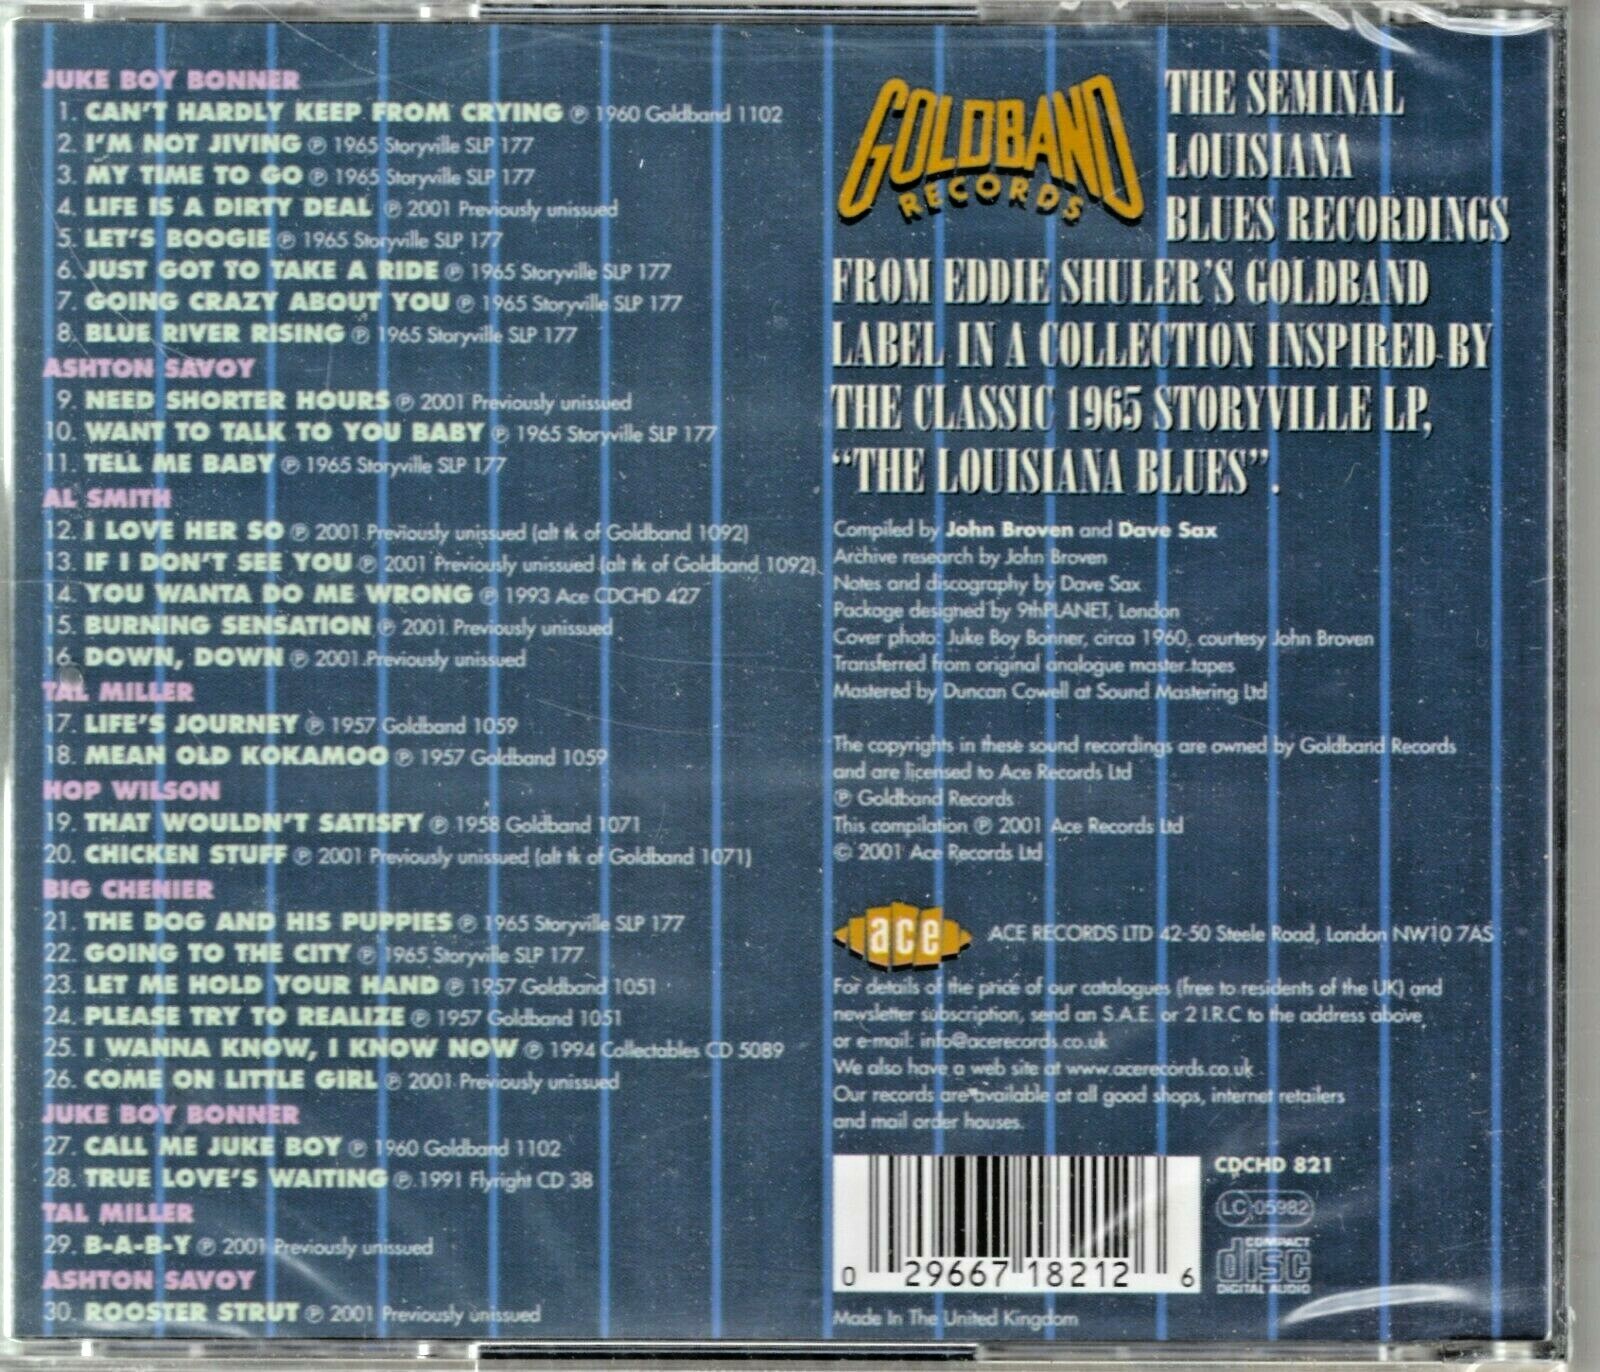 JUKE BOY BONNER
1. CAN'T HARDLY KEEP FROM CRYING ℗ 1960 Goldband 1102
2. I'M NOT JIVING ℗ 1965 Storyville SLP 177
3. MY TIME TO GO ℗ 1965 Storyville SLP 177
4. LIFE IS A DIRTY DEAL ℗ 2001 Previously unissued
5. LET'S BOOGIE ℗ 1965 Storyville SLP 177
6. JUST GOT TO TAKE A RIDE ℗ 1965 Storyville SLP 177
7. GOING CRAZY ABOUT YOU ℗ 1965 Storyville SLP 177
8. BLUE RIVER RISING ℗ 1965 Storyville SLP 177
ASHTON SAVOY
9. NEED SHORTER HOURS ℗ 2001 Previously unissued
10. WANT TO TALK TO YOU BABY ℗ 1965 Storyville SLP 177
11. TELL ME BABY ℗ 1965 Storyville SLP 177
AL SMITH
12. I LOVE HER SO ℗ 2001 Previously unissued (alt tk of Goldband 1092)
13. IF I DON'T SEE YOU ℗ 2001 Previously unissued (alt tk of Goldband 1092)
14. YOU WANTA DO ME WRONG ℗ 1993 Ace CDCHD 427
15. BURNING SENSATION ℗ 2001 Previously unissued
16. DOWN, DOWN ℗ 2001 Previously unissued
TAL MILLER
17. LIFE'S JOURNEY ℗ 1957 Goldband 1059
18. MEAN OLD KOKAMOO ℗ 1957 Goldband 1059
HOP WILSON
19. THAT WOULDN'T SATISFY ℗ 1958 Goldband 1071
20. CHICKEN STUFF ℗ 2001 Previously unissued (alt tk of Goldband 1071)
BIG CHENIER
21. THE DOG AND HIS PUPPIES ℗ 1965 Storyville SLP 177
22. GOING TO THE CITY ℗ 1965 Storyville SLP 177
23. LET ME HOLD YOUR HAND ℗ 1957 Goldband 1051
24. PLEASE TRY TO REALIZE ℗ 1957 Goldband 1051
25. I WANNA KNOW, I KNOW NOW ℗ 1994 Collectables CD 5089
26. COME ON LITTLE GIRL ℗ 2001 Previously unissued
JUKE BOY BONNER
27. CALL ME JUKE BOY ℗ 1960 Goldband 1102
28. TRUE LOVE'S WAITING ℗ 1991 Flyright CD 38
TAL MILLER
29. B-A-B-Y ℗ 2001 Previously unissued
ASHTON SAVOY
30. ROOSTER STRUT ℗ 2001 Previously unissued
GOLDBAND
RECORDS
THE SEMINAL
LOUISIANA
BLUES RECORDINGS
FROM EDDIE SHULER'S GOLDBAND
LABEL IN A COLLECTION INSPIRED BY
THE CLASSIC 1965 STORYVILLE LP,
"THE LOUISIANA BLUES".
Compiled by John Broven and Dave Sax
Archive research by John Broven
Notes and discography by Dave Sax
Package designed by 9thPLANET, London
Cover photo: Juke Boy Bonner, circa 1960, courtesy John Broven
Transferred from original analogue master tapes
Mastered by Duncan Cowell at Sound Mastering Ltd
The copyrights in these sound recordings are owned by Goldband Records
and are licensed to Ace Records Ltd
℗ Goldband Records
This compilation ℗ 2001 Ace Records Ltd
© 2001 Ace Records Ltd
ace
ACE RECORDS LTD 42-50 Steele Road, London NW10 7AS
For details of the price of our catalogues (free to residents of the UK) and
newsletter subscription, send an S.A.E. or 2 I.R.C to the address above
or e-mail: info@acerecords.co.uk
We also have a web site at www.acerecords.co.uk
Our records are available at all good shops, internet retailers
and mail order houses.
CDCHD 821
LC 05982
COMPACT
disc
DIGITAL AUDIO
0 29667 18212 6
Made In The United Kingdom